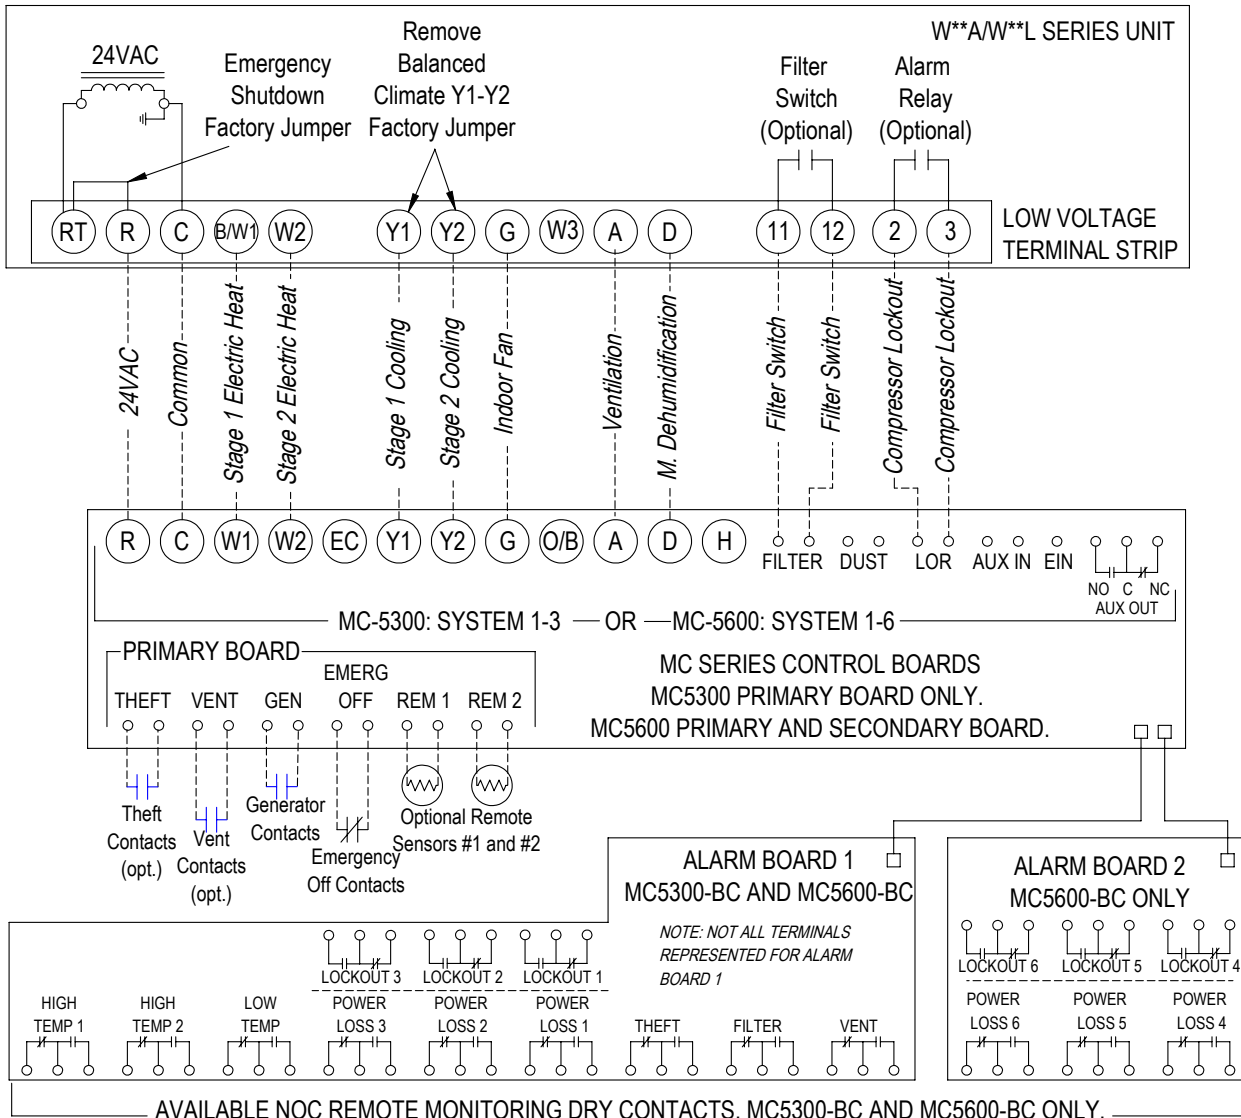 W**A/W**L SERIES UNIT
24VAC
Emergency
Shutdown
Factory Jumper
Remove
Balanced
Climate Y1-Y2
Factory Jumper
Filter
Switch
(Optional)
Alarm
Relay
(Optional)
RT R C B/W1 W2 Y1 Y2 G W3 A D 11 12 2 3
LOW VOLTAGE
TERMINAL STRIP
24VAC
Common
Stage 1 Electric Heat
Stage 2 Electric Heat
Stage 1 Cooling
Stage 2 Cooling
Indoor Fan
Ventilation
M. Dehumidification
Filter Switch
Filter Switch
Compressor Lockout
Compressor Lockout
R C W1 W2 EC Y1 Y2 G O/B A D H
FILTER DUST LOR AUX IN EIN
NO C NC
AUX OUT
MC-5300: SYSTEM 1-3 OR MC-5600: SYSTEM 1-6
PRIMARY BOARD
THEFT VENT GEN EMERG
OFF REM 1 REM 2
MC SERIES CONTROL BOARDS
MC5300 PRIMARY BOARD ONLY.
MC5600 PRIMARY AND SECONDARY BOARD.
Theft
Contacts
(opt.)
Vent
Contacts
(opt.)
Generator
Contacts
Emergency
Off Contacts
Optional Remote
Sensors #1 and #2
ALARM BOARD 1
MC5300-BC AND MC5600-BC
NOTE: NOT ALL TERMINALS
REPRESENTED FOR ALARM
BOARD 1
LOCKOUT 3 LOCKOUT 2 LOCKOUT 1
HIGH
TEMP 1
HIGH
TEMP 2
LOW
TEMP
POWER
LOSS 3
POWER
LOSS 2
POWER
LOSS 1
THEFT
FILTER
VENT
ALARM BOARD 2
MC5600-BC ONLY
LOCKOUT 6 LOCKOUT 5 LOCKOUT 4
POWER
LOSS 6
POWER
LOSS 5
POWER
LOSS 4
AVAILABLE NOC REMOTE MONITORING DRY CONTACTS. MC5300-BC AND MC5600-BC ONLY.